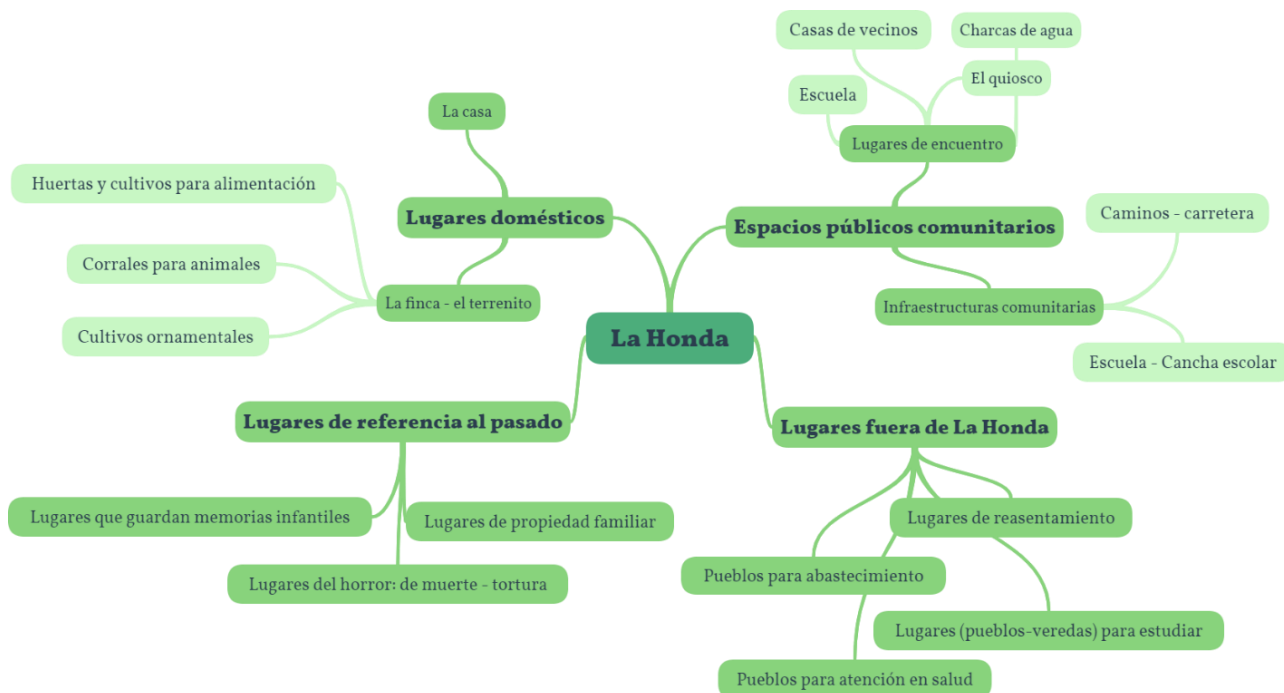 Casas de vecinos
Charcas de agua
El quiosco
Escuela
Lugares de encuentro
La casa
Huertas y cultivos para alimentación
Lugares domésticos
Espacios públicos comunitarios
Caminos - carretera
Corrales para animales
La finca - el terrenito
Infraestructuras comunitarias
Cultivos ornamentales
La Honda
Escuela - Cancha escolar
Lugares de referencia al pasado
Lugares fuera de La Honda
Lugares que guardan memorias infantiles
Lugares de propiedad familiar
Lugares de reasentamiento
Lugares del horror: de muerte - tortura
Pueblos para abastecimiento
Lugares (pueblos-veredas) para estudiar
Pueblos para atención en salud